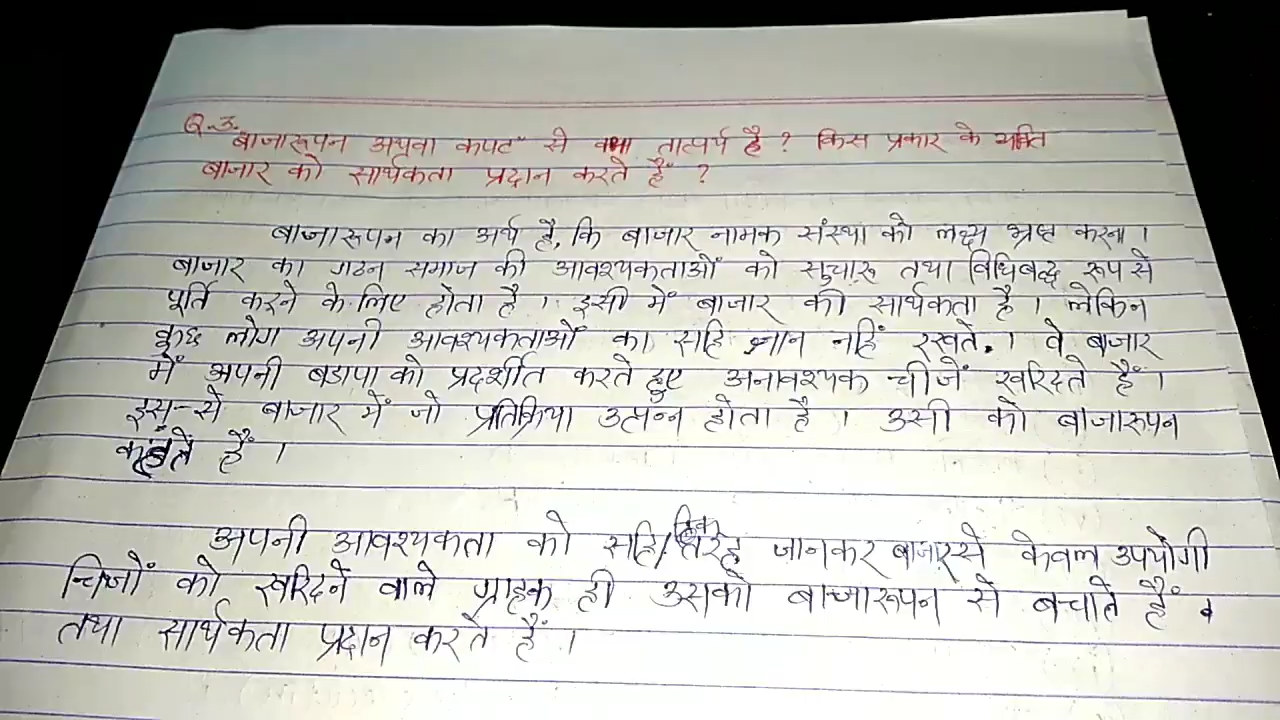 Q-3.
बाजारूपन अथवा कपट से क्या तात्पर्य है ? किस प्रकार के व्यक्ति
बाजार को सार्थकता प्रदान करते हैं ?
बाजारूपन का अर्थ है, कि बाजार नामक संस्था को लक्ष्य भ्रष्ट करना ।
बाजार का गठन समाज की आवश्यकताओं को सुचारू तथा विधिबद्ध रूप से
पूर्ति करने के लिए होता है । इसी में बाजार की सार्थकता है । लेकिन
कुछ लोग अपनी आवश्यकताओं का सहि ज्ञान नहिं रखते, । वे बजार
में अपनी बडापा को प्रदर्शीत करते हुए अनावश्यक चीजें खरिदते हैं ।
इस-से बाजार में जो प्रतिक्रिया उत्पन्न होता है । उसी को बाजारूपन
कहते हैं ।
अपनी आवश्यकता को सहि/ठिक तरह जानकर बाजार से केवल उपयोगी
चिजों को खरिदने वाले ग्राहक ही उसको बाजारूपन से बचाते हैं व
तथा सार्थकता प्रदान करते हैं ।